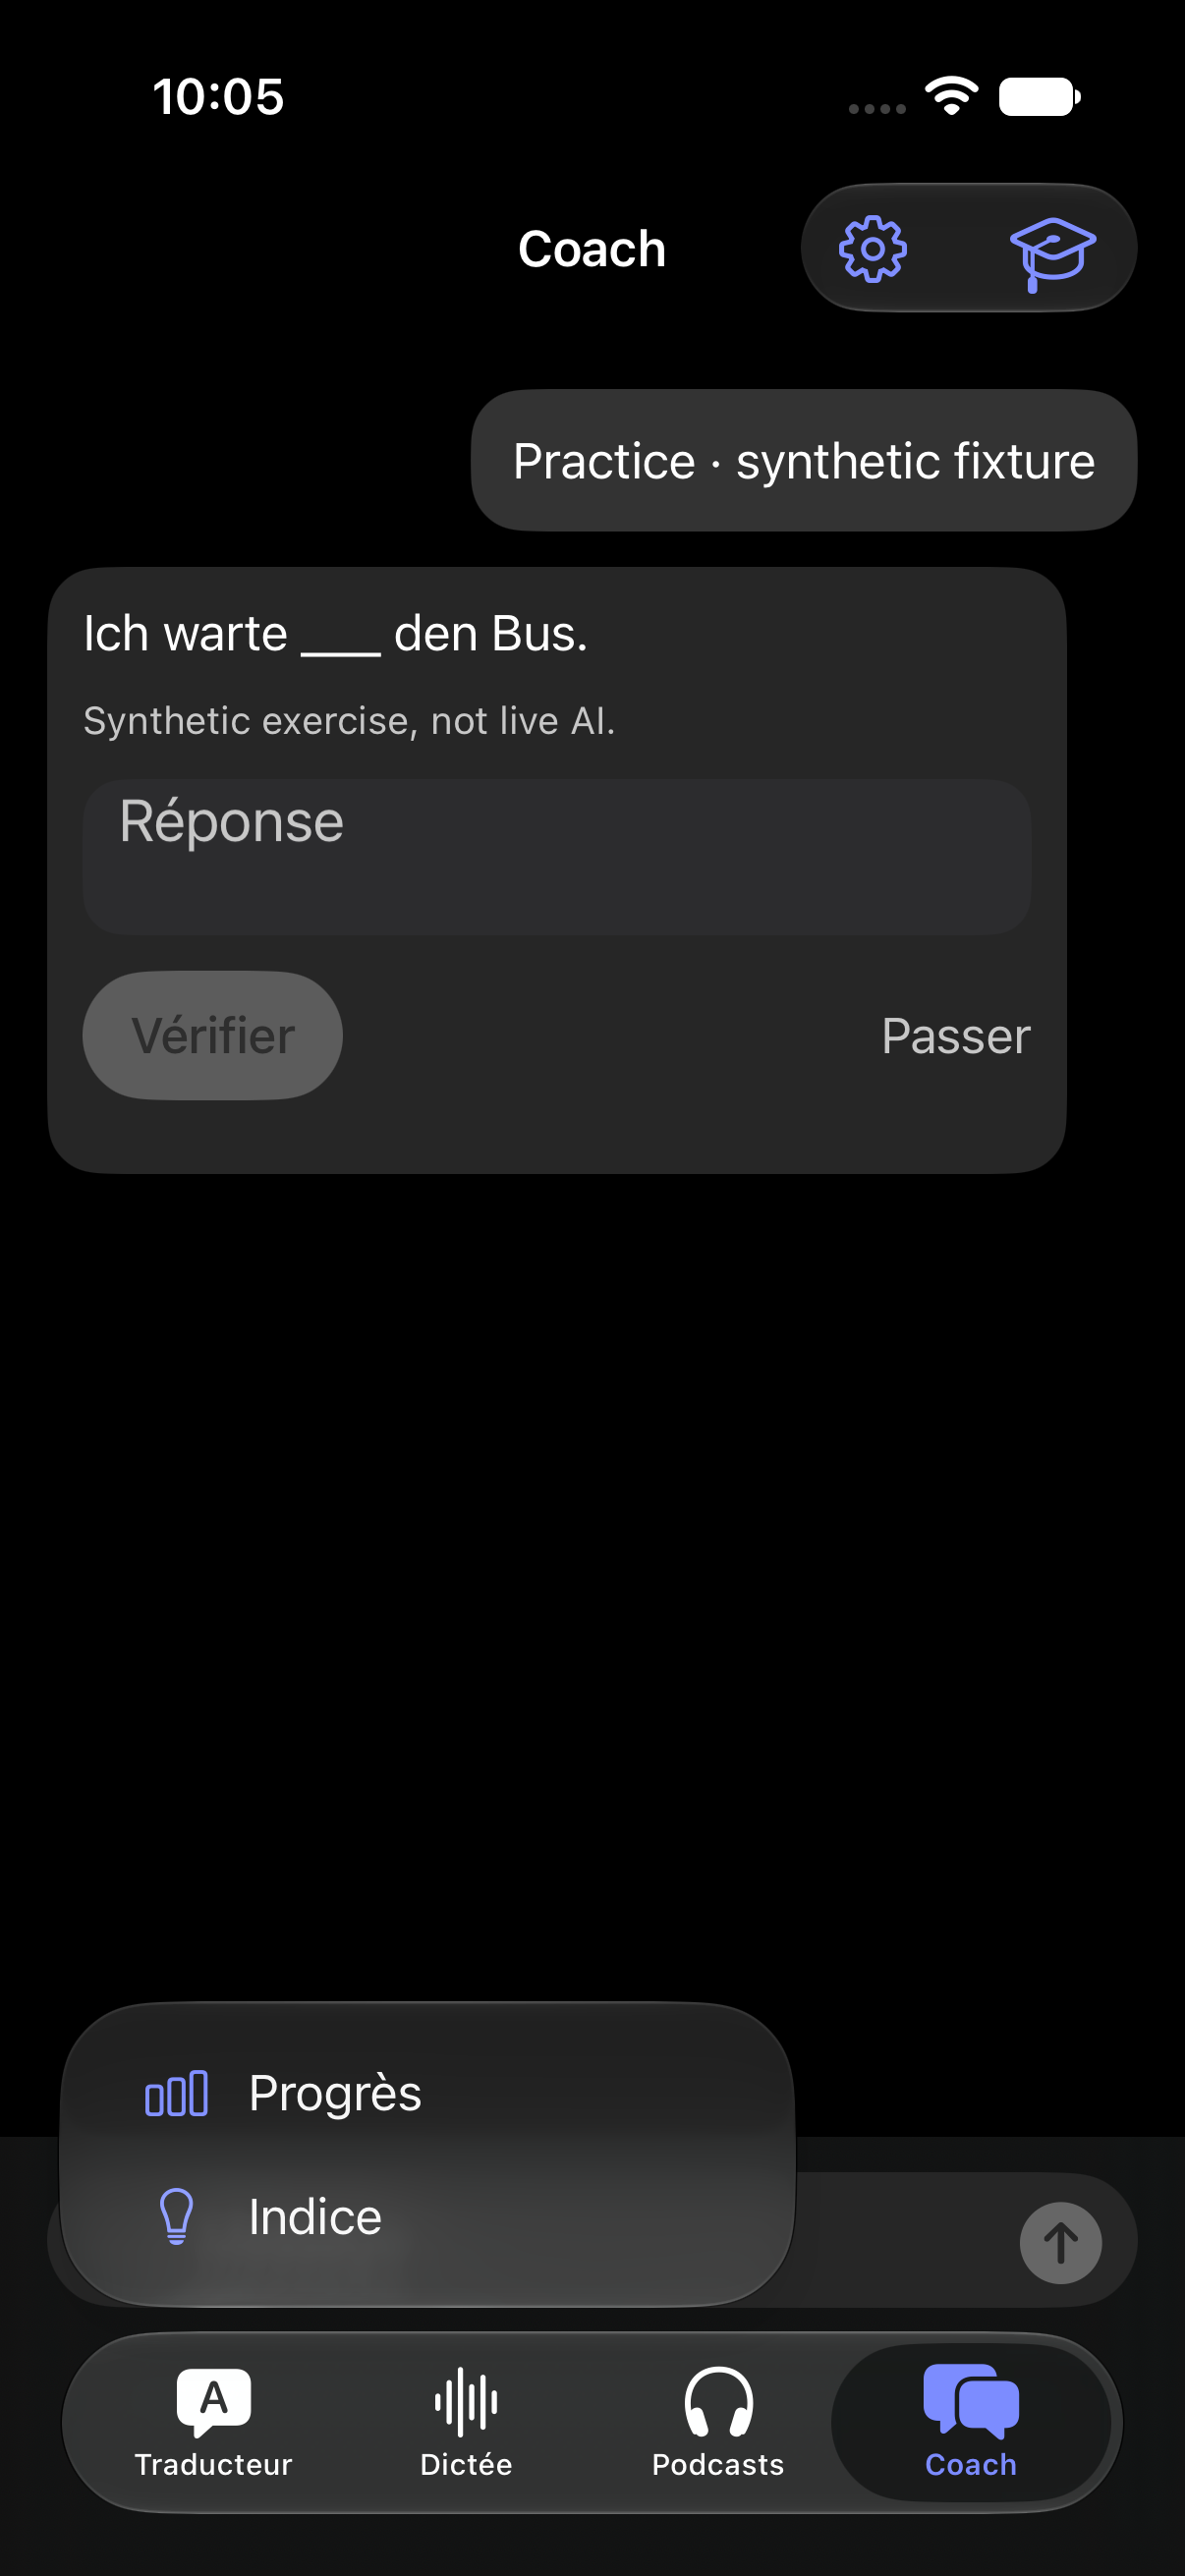 10:05
Coach
Practice · synthetic fixture
Ich warte ____ den Bus.
Synthetic exercise, not live AI.
Réponse
Vérifier
Passer
Progrès
Indice
A
Traducteur
Dictée
Podcasts
Coach